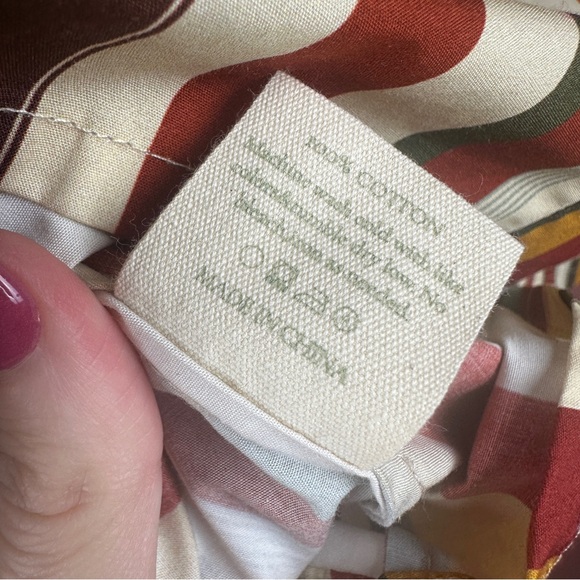 100% COTTON
Machine wash cold with like
colors. Tumble dry low. No
bleach. Iron as needed.
MADE IN CHINA